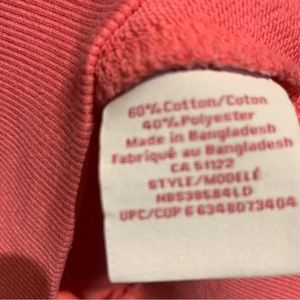 60% Cotton/Coton
40% Polyester
Made in Bangladesh
Fabriqué au Bangladesh
CA 51122
STYLE/MODELÉ
NBS39E84LD
UPC/CUP 6 6348073404